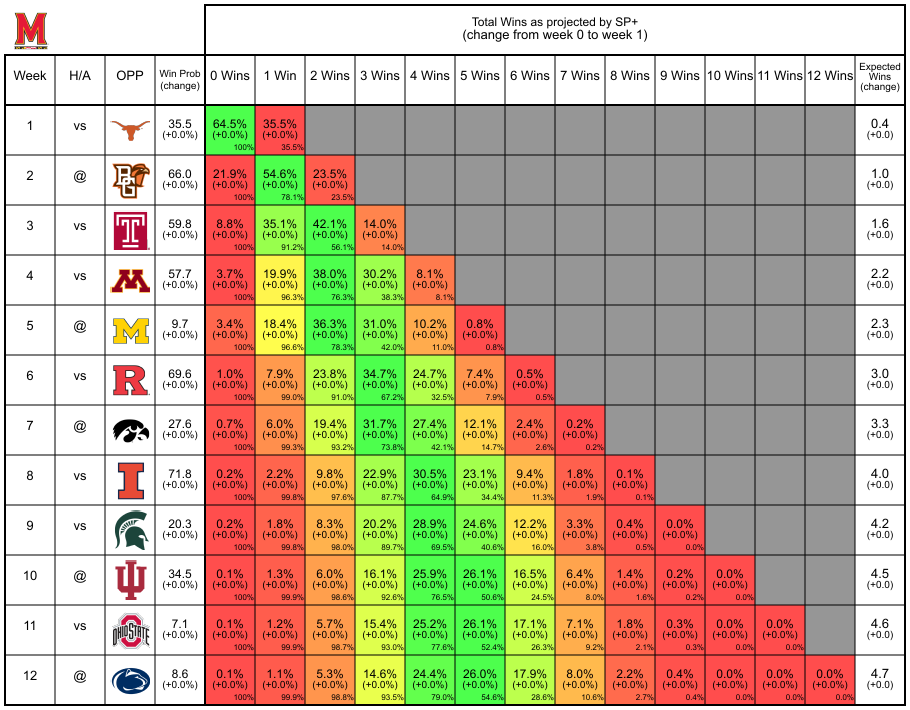 M
Total Wins as projected by SP+
(change from week 0 to week 1)
Week H/A OPP Win Prob (change) 0 Wins 1 Win 2 Wins 3 Wins 4 Wins 5 Wins 6 Wins 7 Wins 8 Wins 9 Wins 10 Wins 11 Wins 12 Wins Expected Wins (change)
1 vs 35.5 64.5% 35.5% 0.4
(+0.0%) (+0.0%) (+0.0%) (+0.0)
100% 35.5%
2 @ BG 66.0 21.9% 54.6% 23.5% 1.0
(+0.0%) (+0.0%) (+0.0%) (+0.0%) (+0.0)
100% 78.1% 23.5%
3 vs T 59.8 8.8% 35.1% 42.1% 14.0% 1.6
(+0.0%) (+0.0%) (+0.0%) (+0.0%) (+0.0%) (+0.0)
100% 91.2% 56.1% 14.0%
4 vs M 57.7 3.7% 19.9% 38.0% 30.2% 8.1% 2.2
(+0.0%) (+0.0%) (+0.0%) (+0.0%) (+0.0%) (+0.0%) (+0.0)
100% 96.3% 76.3% 38.3% 8.1%
5 @ M 9.7 3.4% 18.4% 36.3% 31.0% 10.2% 0.8% 2.3
(+0.0%) (+0.0%) (+0.0%) (+0.0%) (+0.0%) (+0.0%) (+0.0%) (+0.0)
100% 96.6% 78.3% 42.0% 11.0% 0.8%
6 vs R 69.6 1.0% 7.9% 23.8% 34.7% 24.7% 7.4% 0.5% 3.0
(+0.0%) (+0.0%) (+0.0%) (+0.0%) (+0.0%) (+0.0%) (+0.0%) (+0.0%) (+0.0)
100% 99.0% 91.0% 67.2% 32.5% 7.9% 0.5%
7 @ 27.6 0.7% 6.0% 19.4% 31.7% 27.4% 12.1% 2.4% 0.2% 3.3
(+0.0%) (+0.0%) (+0.0%) (+0.0%) (+0.0%) (+0.0%) (+0.0%) (+0.0%) (+0.0%) (+0.0)
100% 99.3% 93.2% 73.8% 42.1% 14.7% 2.6% 0.2%
8 vs I 71.8 0.2% 2.2% 9.8% 22.9% 30.5% 23.1% 9.4% 1.8% 0.1% 4.0
(+0.0%) (+0.0%) (+0.0%) (+0.0%) (+0.0%) (+0.0%) (+0.0%) (+0.0%) (+0.0%) (+0.0%) (+0.0)
100% 99.8% 97.6% 87.7% 64.9% 34.4% 11.3% 1.9% 0.1%
9 vs 20.3 0.2% 1.8% 8.3% 20.2% 28.9% 24.6% 12.2% 3.3% 0.4% 0.0% 4.2
(+0.0%) (+0.0%) (+0.0%) (+0.0%) (+0.0%) (+0.0%) (+0.0%) (+0.0%) (+0.0%) (+0.0%) (+0.0%) (+0.0)
100% 99.8% 98.0% 89.7% 69.5% 40.6% 16.0% 3.8% 0.5% 0.0%
10 @ IU 34.5 0.1% 1.3% 6.0% 16.1% 25.9% 26.1% 16.5% 6.4% 1.4% 0.2% 0.0% 4.5
(+0.0%) (+0.0%) (+0.0%) (+0.0%) (+0.0%) (+0.0%) (+0.0%) (+0.0%) (+0.0%) (+0.0%) (+0.0%) (+0.0%) (+0.0)
100% 99.9% 98.6% 92.6% 76.5% 50.6% 24.5% 8.0% 1.6% 0.2% 0.0%
11 vs OHIO STATE 7.1 0.1% 1.2% 5.7% 15.4% 25.2% 26.1% 17.1% 7.1% 1.8% 0.3% 0.0% 0.0% 4.6
(+0.0%) (+0.0%) (+0.0%) (+0.0%) (+0.0%) (+0.0%) (+0.0%) (+0.0%) (+0.0%) (+0.0%) (+0.0%) (+0.0%) (+0.0%) (+0.0)
100% 99.9% 98.7% 93.0% 77.6% 52.4% 26.3% 9.2% 2.1% 0.3% 0.0% 0.0%
12 @ 8.6 0.1% 1.1% 5.3% 14.6% 24.4% 26.0% 17.9% 8.0% 2.2% 0.4% 0.0% 0.0% 0.0% 4.7
(+0.0%) (+0.0%) (+0.0%) (+0.0%) (+0.0%) (+0.0%) (+0.0%) (+0.0%) (+0.0%) (+0.0%) (+0.0%) (+0.0%) (+0.0%) (+0.0%) (+0.0)
100% 99.9% 98.8% 93.5% 79.0% 54.6% 28.6% 10.6% 2.7% 0.4% 0.0% 0.0% 0.0%